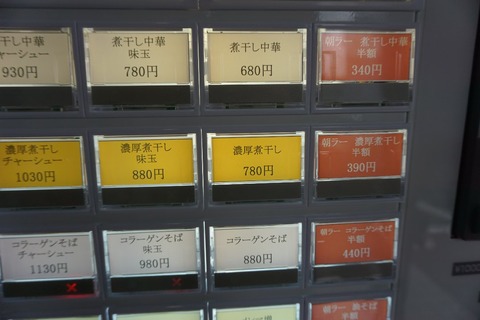 煮干し中華
チャーシュー
930円
煮干し中華
味玉
780円
煮干し中華
680円
朝ラー 煮干し中華
半額
340円
濃厚煮干し
チャーシュー
1030円
濃厚煮干し
味玉
880円
濃厚煮干し
780円
朝ラー 濃厚煮干し
半額
390円
コラーゲンそば
チャーシュー
1130円
コラーゲンそば
味玉
980円
コラーゲンそば
880円
朝ラー コラーゲンそば
半額
440円
朝ラー
半額